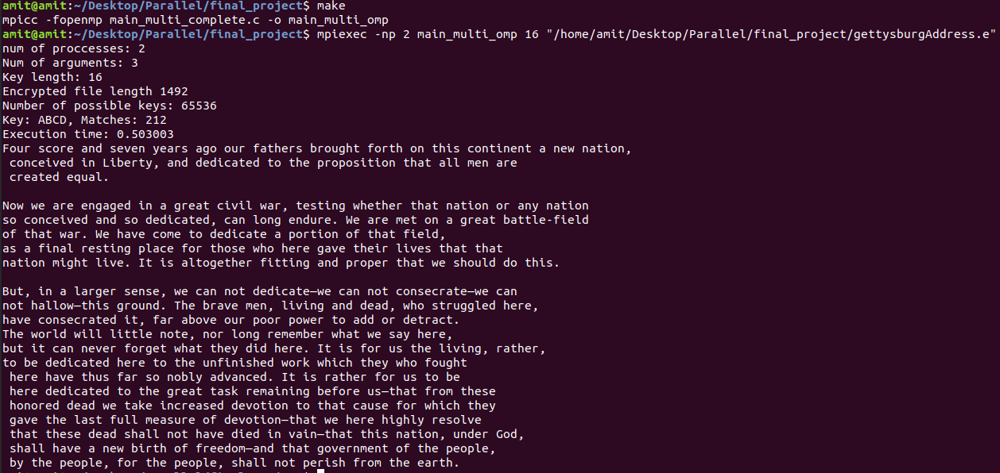 amit@amit:~/Desktop/Parallel/final_project$ make
mpicc -fopenmp main_multi_complete.c -o main_multi_omp
amit@amit:~/Desktop/Parallel/final_project$ mpiexec -np 2 main_multi_omp 16 "/home/amit/Desktop/Parallel/final_project/gettysburgAddress.e"
num of proccesses: 2
Num of arguments: 3
Key length: 16
Encrypted file length 1492
Number of possible keys: 65536
Key: ABCD, Matches: 212
Execution time: 0.503003
Four score and seven years ago our fathers brought forth on this continent a new nation,
 conceived in Liberty, and dedicated to the proposition that all men are
 created equal.

Now we are engaged in a great civil war, testing whether that nation or any nation
so conceived and so dedicated, can long endure. We are met on a great battle-field
of that war. We have come to dedicate a portion of that field,
as a final resting place for those who here gave their lives that that
nation might live. It is altogether fitting and proper that we should do this.

But, in a larger sense, we can not dedicate—we can not consecrate—we can
not hallow—this ground. The brave men, living and dead, who struggled here,
have consecrated it, far above our poor power to add or detract.
The world will little note, nor long remember what we say here,
but it can never forget what they did here. It is for us the living, rather,
to be dedicated here to the unfinished work which they who fought
 here have thus far so nobly advanced. It is rather for us to be
 here dedicated to the great task remaining before us—that from these
 honored dead we take increased devotion to that cause for which they
 gave the last full measure of devotion—that we here highly resolve
 that these dead shall not have died in vain—that this nation, under God,
 shall have a new birth of freedom—and that government of the people,
 by the people, for the people, shall not perish from the earth.